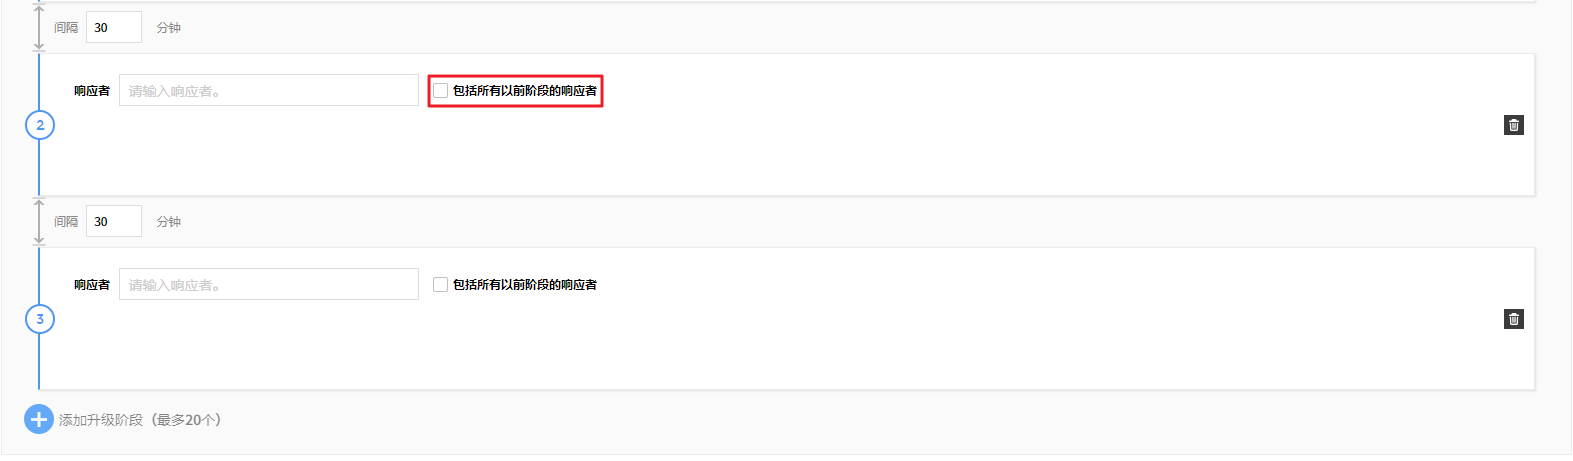 间隔 30 分钟
响应者 请输入响应者。 包括所有以前阶段的响应者
2
间隔 30 分钟
响应者 请输入响应者。 包括所有以前阶段的响应者
3
添加升级阶段（最多20个）